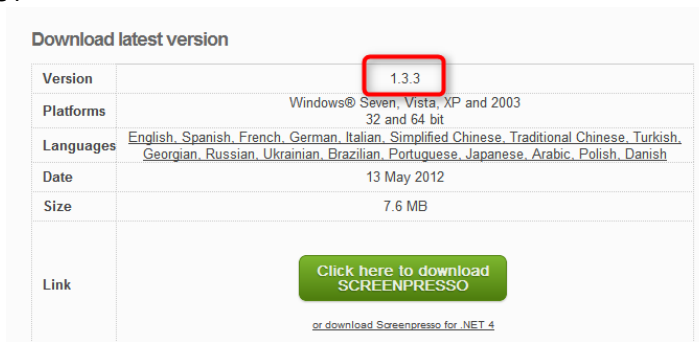 Download latest version
Version 1.3.3
Platforms Windows® Seven, Vista, XP and 2003
32 and 64 bit
Languages English, Spanish, French, German, Italian, Simplified Chinese, Traditional Chinese, Turkish,
Georgian, Russian, Ukrainian, Brazilian, Portuguese, Japanese, Arabic, Polish, Danish
Date 13 May 2012
Size 7.6 MB
Link Click here to download
SCREENPRESSO
or download Screenpresso for .NET 4